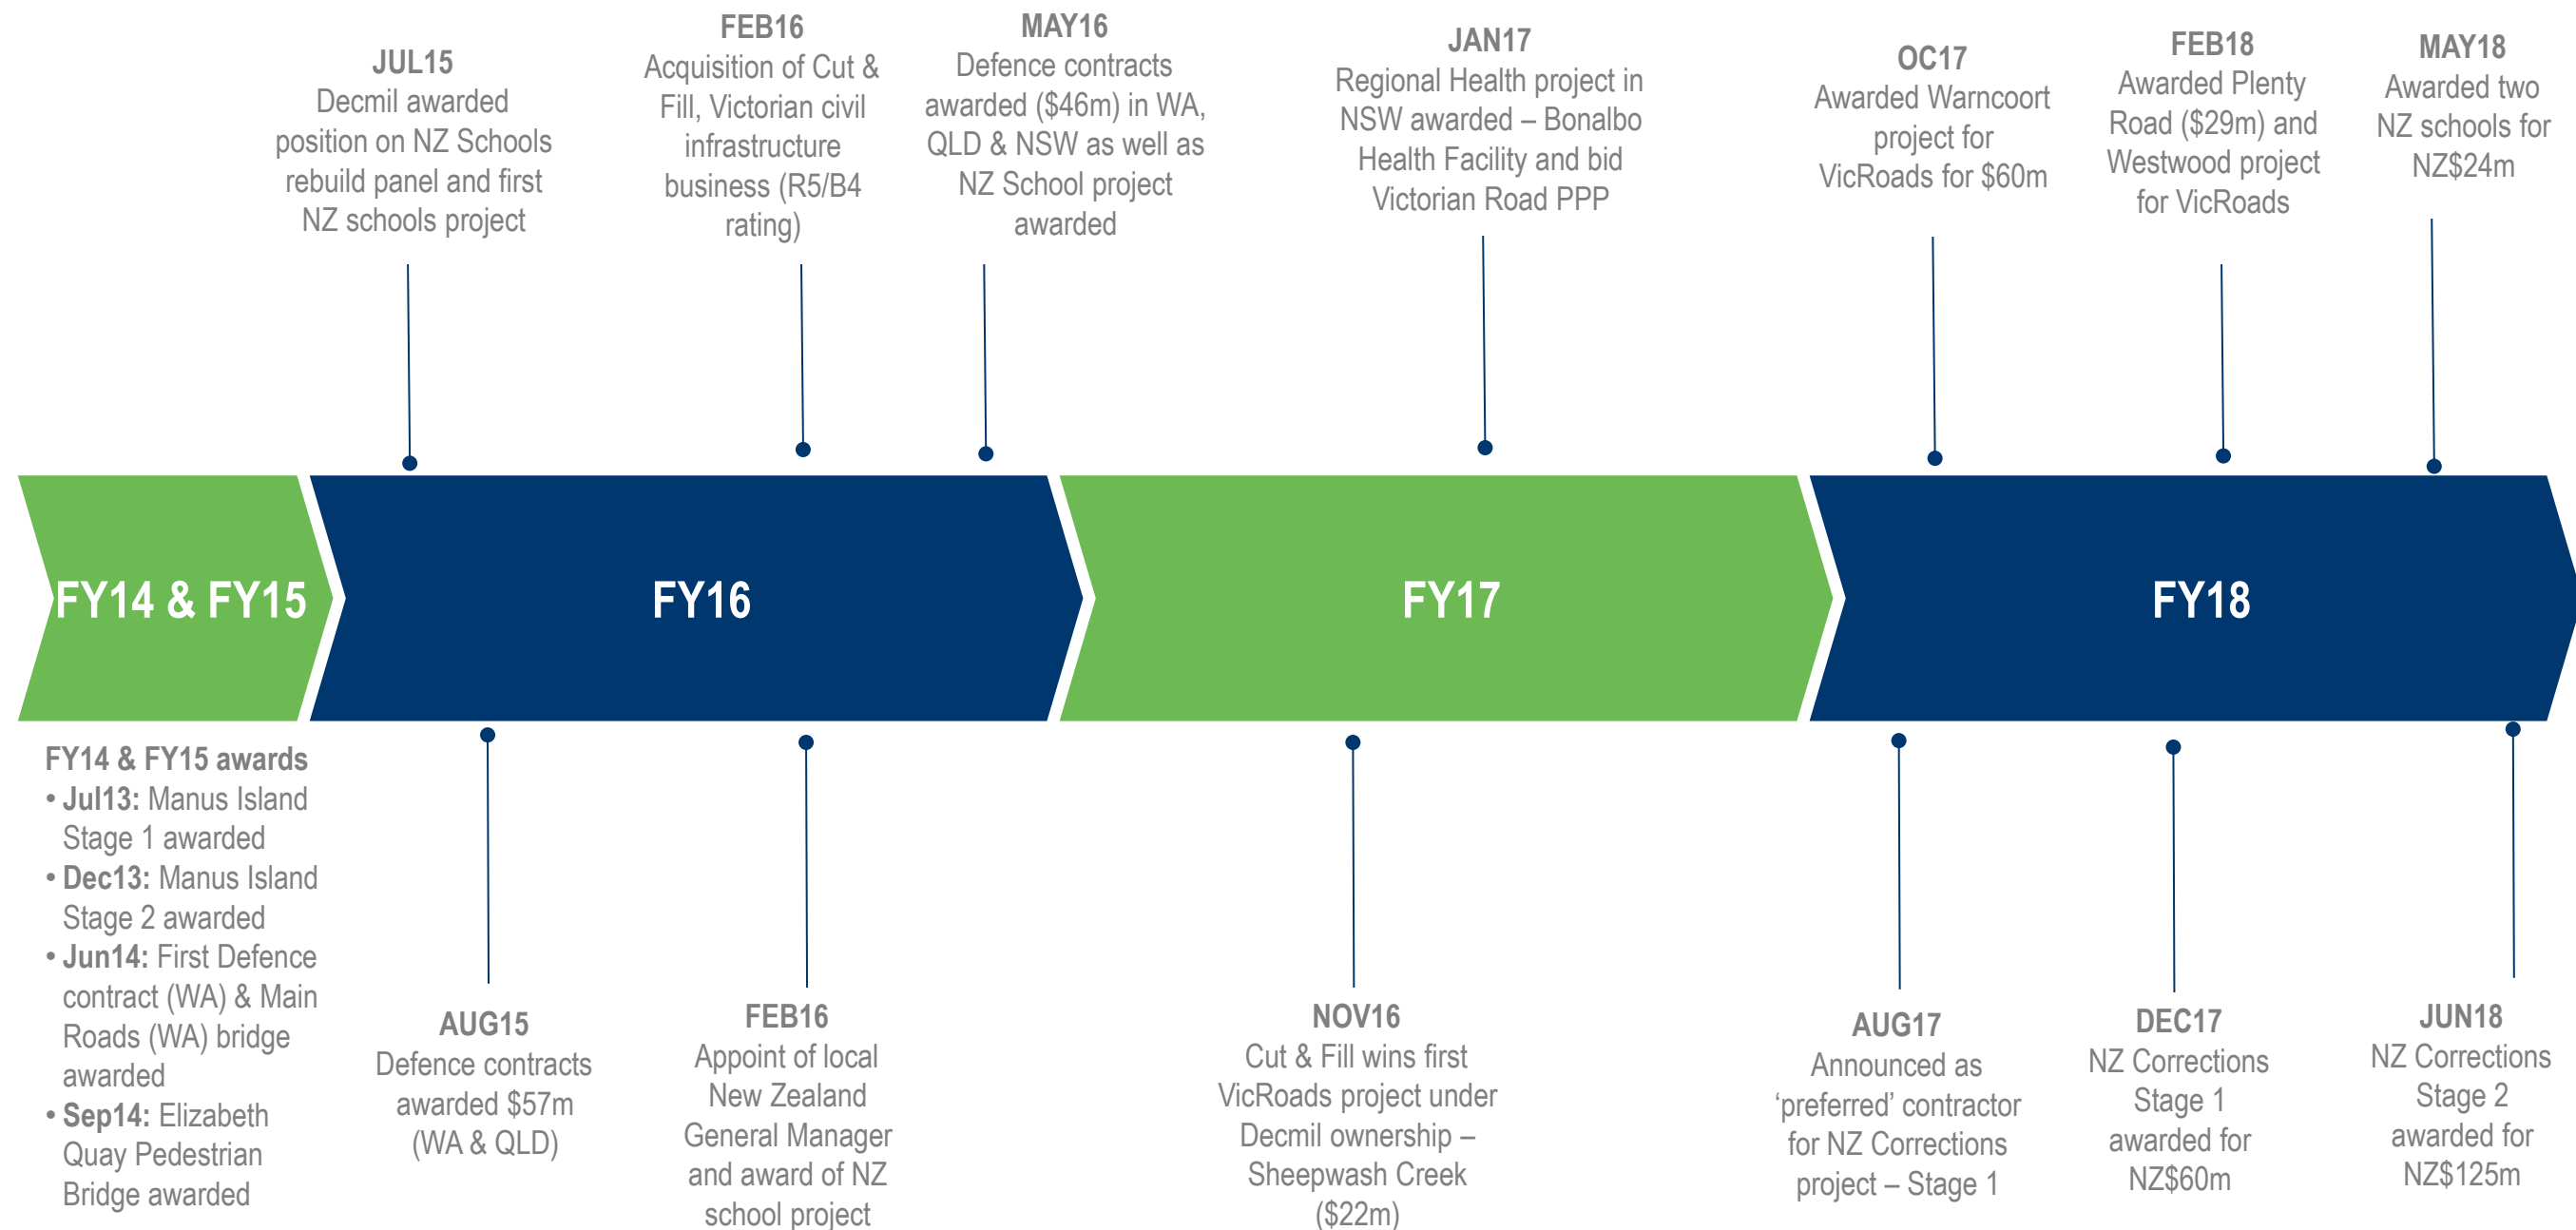 JUL15
Decmil awarded
position on NZ Schools
rebuild panel and first
NZ schools project
FEB16
Acquisition of Cut &
Fill, Victorian civil
infrastructure
business (R5/B4
rating)
MAY16
Defence contracts
awarded ($46m) in WA,
QLD & NSW as well as
NZ School project
awarded
JAN17
Regional Health project in
NSW awarded – Bonalbo
Health Facility and bid
Victorian Road PPP
OC17
Awarded Warncoort
project for
VicRoads for $60m
FEB18
Awarded Plenty
Road ($29m) and
Westwood project
for VicRoads
MAY18
Awarded two
NZ schools for
NZ$24m
FY14 & FY15
FY16
FY17
FY18
FY14 & FY15 awards
• Jul13: Manus Island
Stage 1 awarded
• Dec13: Manus Island
Stage 2 awarded
• Jun14: First Defence
contract (WA) & Main
Roads (WA) bridge
awarded
• Sep14: Elizabeth
Quay Pedestrian
Bridge awarded
AUG15
Defence contracts
awarded $57m
(WA & QLD)
FEB16
Appoint of local
New Zealand
General Manager
and award of NZ
school project
NOV16
Cut & Fill wins first
VicRoads project under
Decmil ownership –
Sheepwash Creek
($22m)
AUG17
Announced as
‘preferred’ contractor
for NZ Corrections
project – Stage 1
DEC17
NZ Corrections
Stage 1
awarded for
NZ$60m
JUN18
NZ Corrections
Stage 2
awarded for
NZ$125m